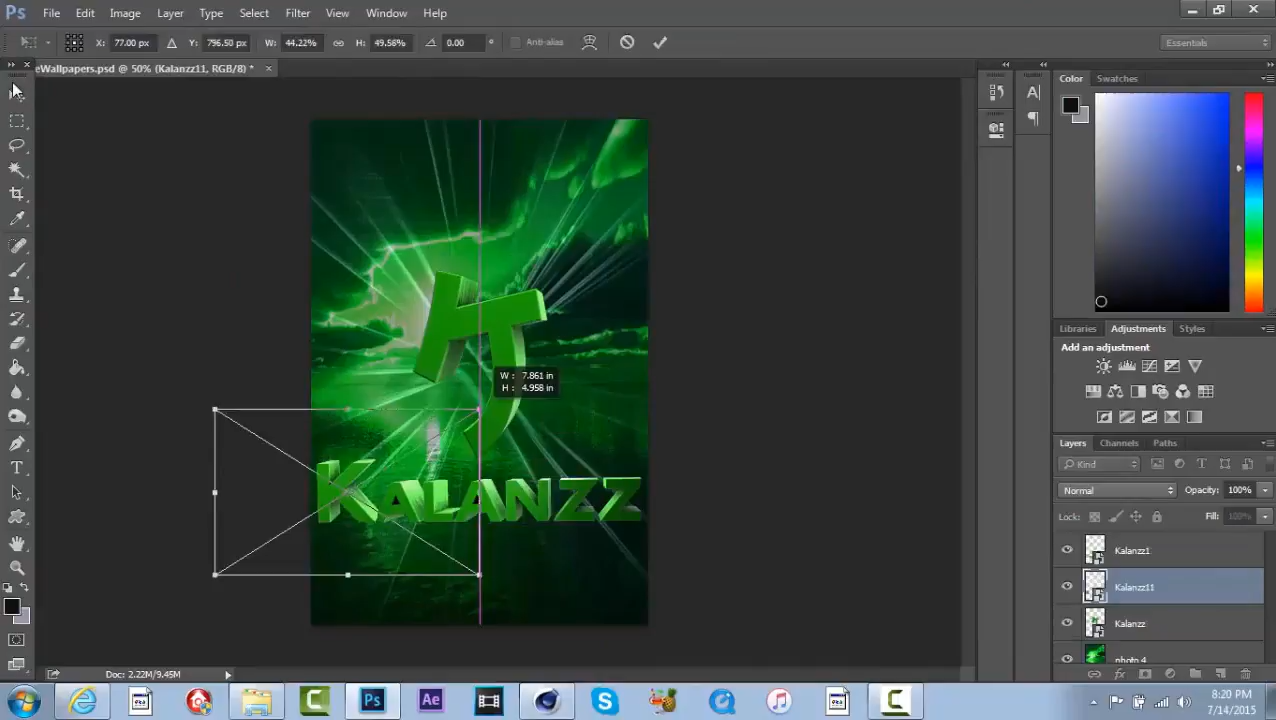 Ps File Edit Image Layer Type Select Filter View Window Help
X: 77.00 px Y: 796.50 px W: 44.22% H: 49.58% 0.00 ° Anti-alias Essentials
eWallpapers.psd @ 50% (Kalanzz11, RGB/8) * ×
Color Swatches
W : 7.861 in
H : 4.958 in
KALANZZ
Libraries Adjustments Styles
Add an adjustment
Layers Channels Paths
Kind
Normal Opacity: 100%
Lock: Fill: 100%
Kalanzz1
Kalanzz11
Kalanzz
photo 4
Doc: 2.22M/9.45M
Ps Ae
8:20 PM
7/14/2015